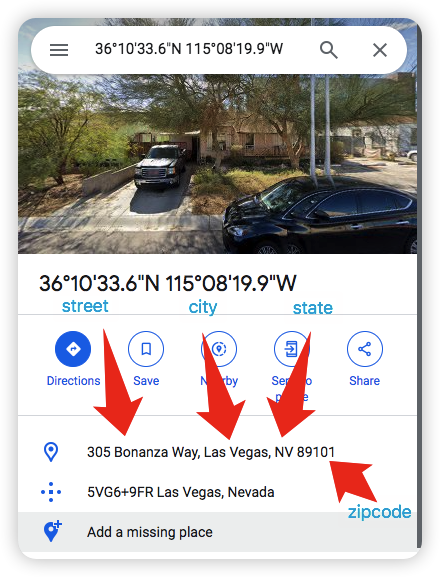 36°10'33.6"N 115°08'19.9"W
36°10'33.6"N 115°08'19.9"W
street city state
Directions Save Nearby Send to phone Share
305 Bonanza Way, Las Vegas, NV 89101
5VG6+9FR Las Vegas, Nevada
zipcode
Add a missing place